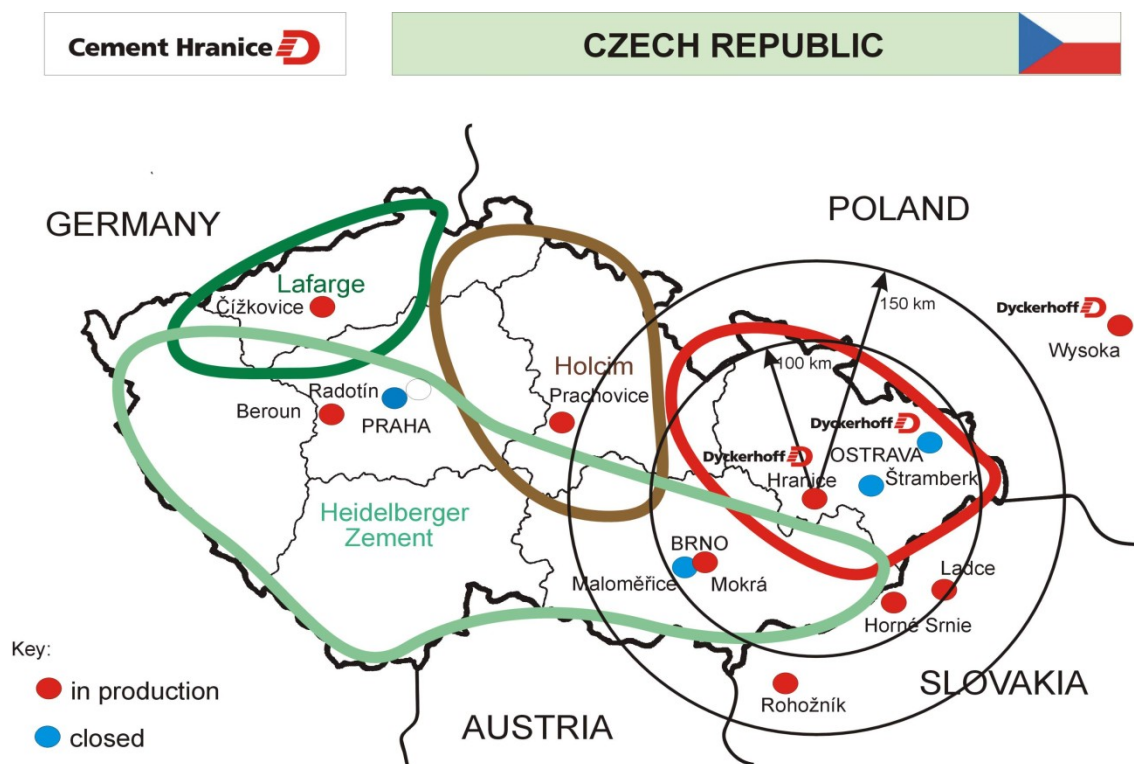 Cement Hranice
CZECH REPUBLIC
GERMANY
POLAND
Lafarge
Čížkovice
150 km
Dyckerhoff
Wysoka
100 km
Holcim
Prachovice
Radotín
Beroun
PRAHA
Dyckerhoff
OSTRAVA
Štramberk
Dyckerhoff
Hranice
Heidelberger
Zement
BRNO
Maloměřice
Mokrá
Ladce
Horné Srnie
Rohožník
SLOVAKIA
AUSTRIA
Key:
in production
closed